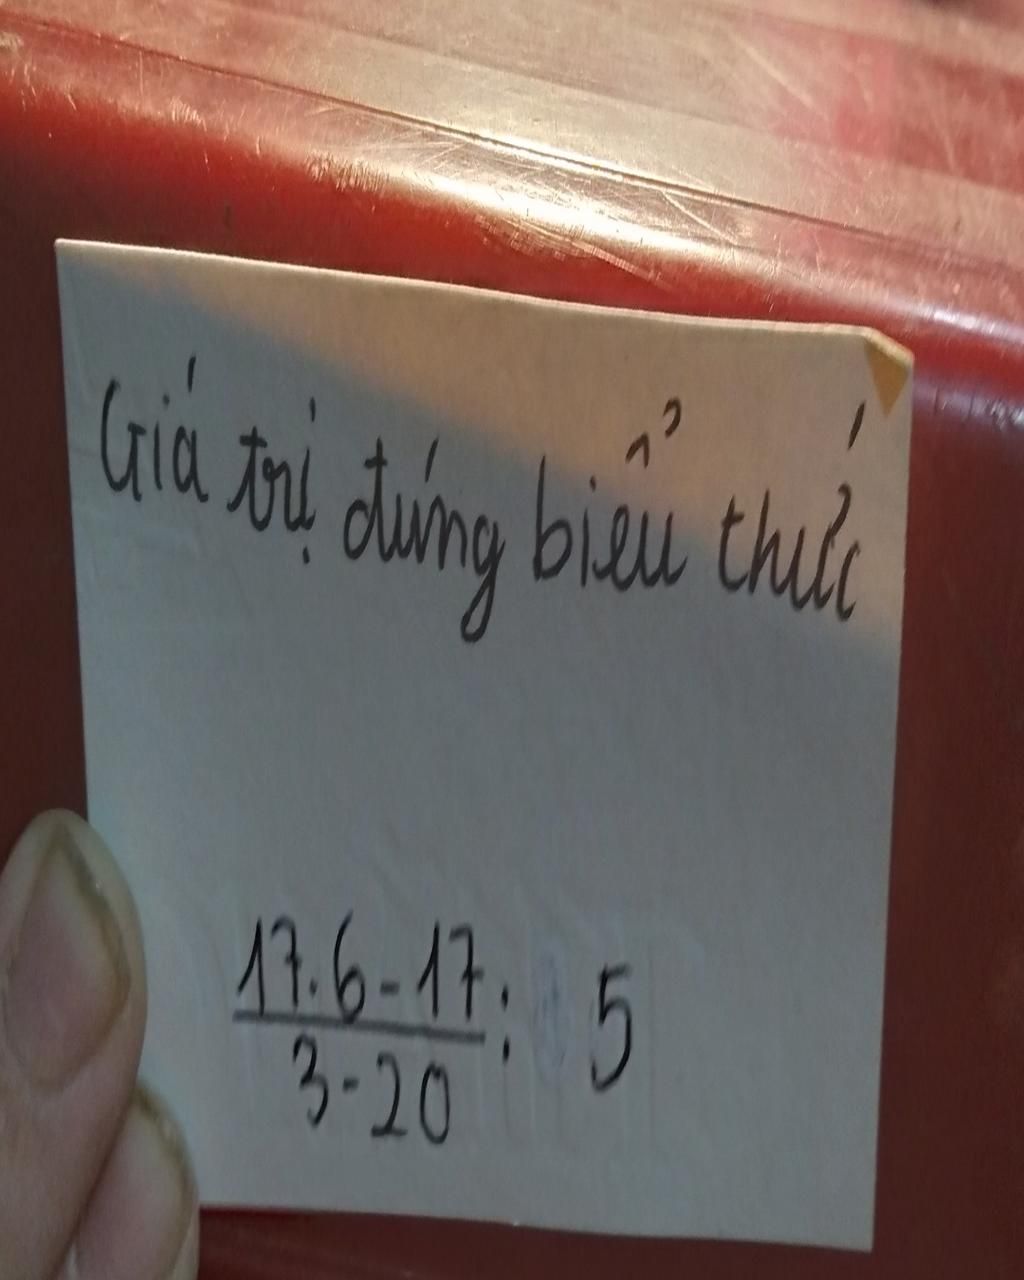 Giá trị đúng biểu thức
17.6-17
3-20
: 5